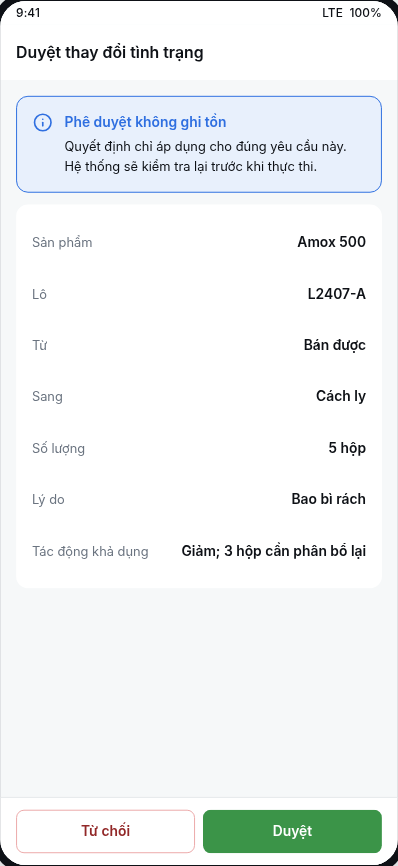 9:41 LTE 100%
Duyệt thay đổi tình trạng
Phê duyệt không ghi tồn
Quyết định chỉ áp dụng cho đúng yêu cầu này.
Hệ thống sẽ kiểm tra lại trước khi thực thi.
Sản phẩm Amox 500
Lô L2407-A
Từ Bán được
Sang Cách ly
Số lượng 5 hộp
Lý do Bao bì rách
Tác động khả dụng Giảm; 3 hộp cần phân bổ lại
Từ chối Duyệt